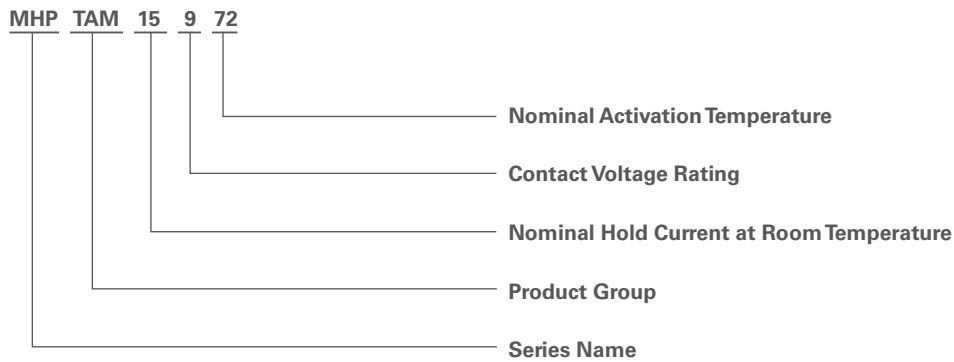 MHP TAM 15 9 72
Nominal Activation Temperature
Contact Voltage Rating
Nominal Hold Current at Room Temperature
Product Group
Series Name